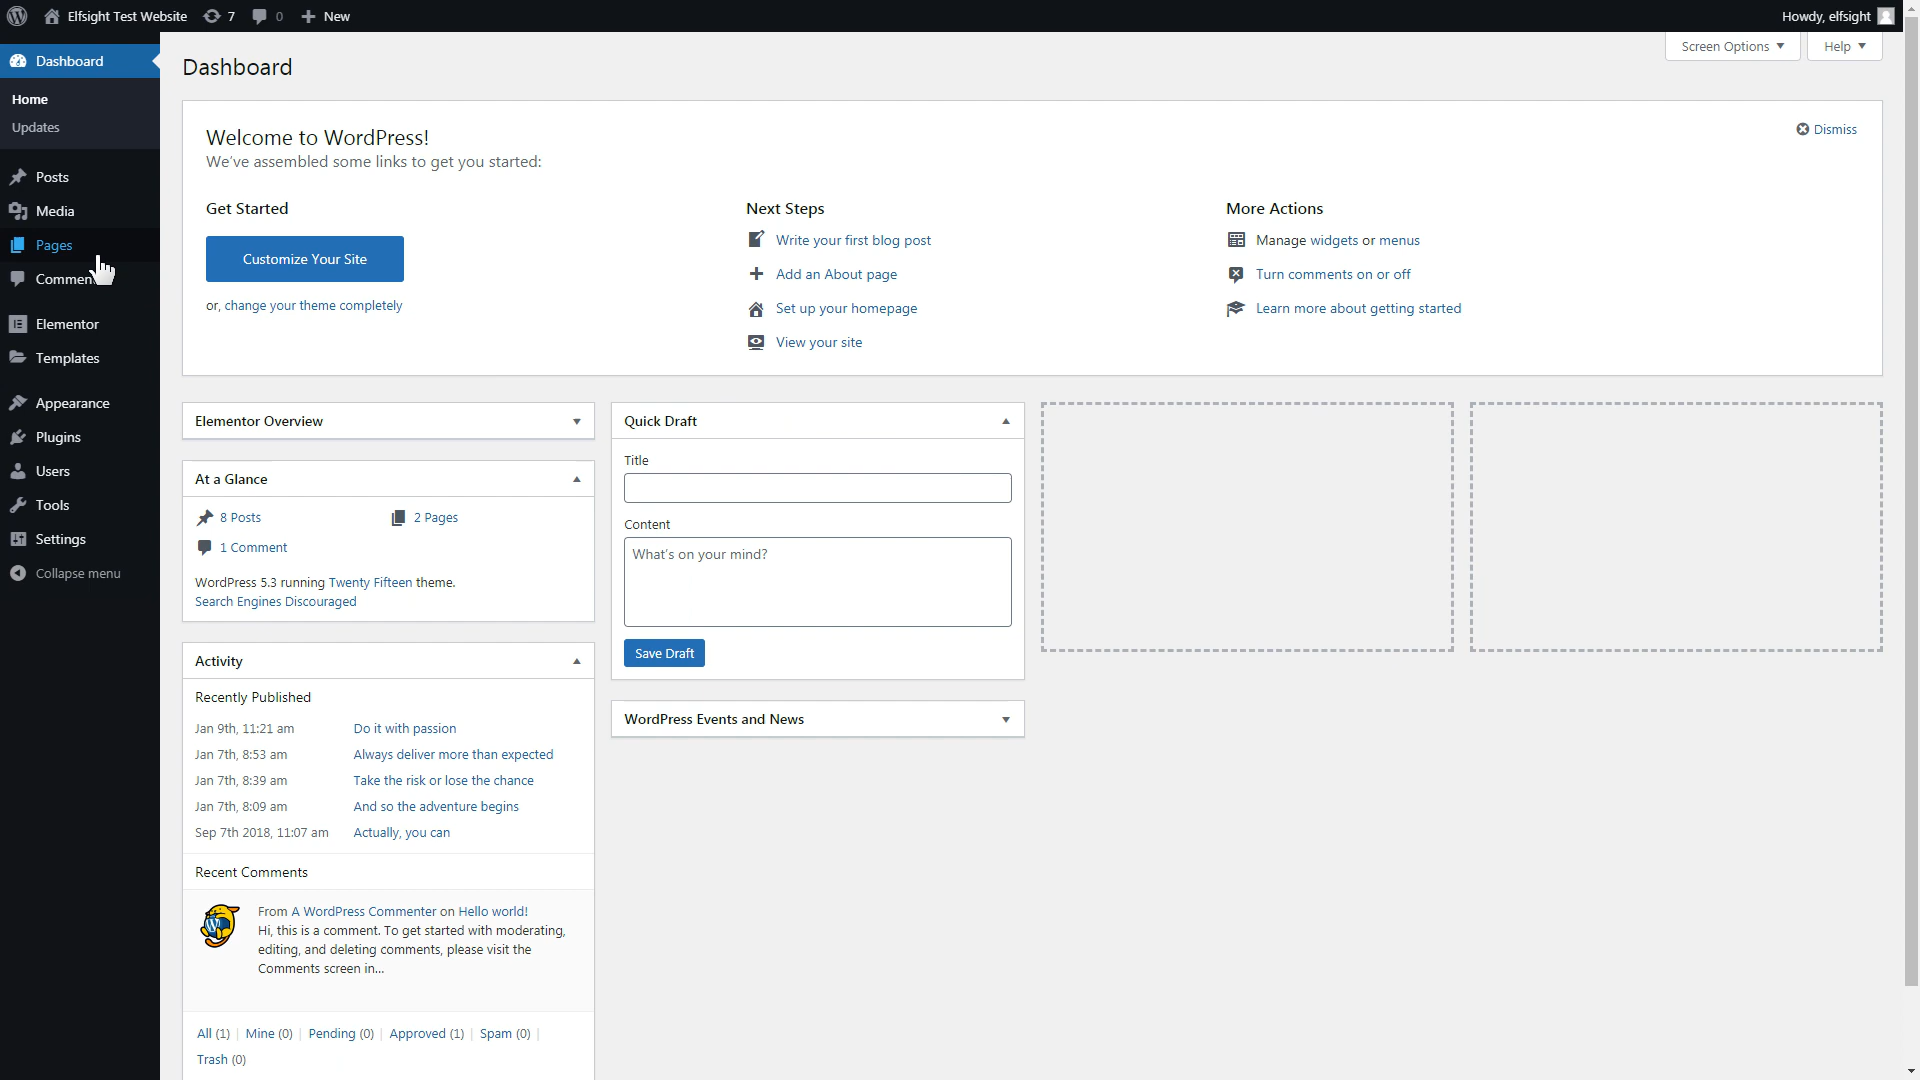 Elfsight Test Website 7 0 New
Howdy, elfsight
Dashboard
Home
Updates
Posts
Media
Pages
Commen
Elementor
Templates
Appearance
Plugins
Users
Tools
Settings
Collapse menu
Screen Options
Help
Dashboard
Welcome to WordPress!
We've assembled some links to get you started:
Dismiss
Get Started
Customize Your Site
or, change your theme completely
Next Steps
Write your first blog post
Add an About page
Set up your homepage
View your site
More Actions
Manage widgets or menus
Turn comments on or off
Learn more about getting started
Elementor Overview
At a Glance
8 Posts
2 Pages
1 Comment
WordPress 5.3 running Twenty Fifteen theme.
Search Engines Discouraged
Activity
Recently Published
Jan 9th, 11:21 am Do it with passion
Jan 7th, 8:53 am Always deliver more than expected
Jan 7th, 8:39 am Take the risk or lose the chance
Jan 7th, 8:09 am And so the adventure begins
Sep 7th 2018, 11:07 am Actually, you can
Recent Comments
From A WordPress Commenter on Hello world!
Hi, this is a comment. To get started with moderating,
editing, and deleting comments, please visit the
Comments screen in...
All (1) | Mine (0) | Pending (0) | Approved (1) | Spam (0) |
Trash (0)
Quick Draft
Title
Content
What's on your mind?
Save Draft
WordPress Events and News